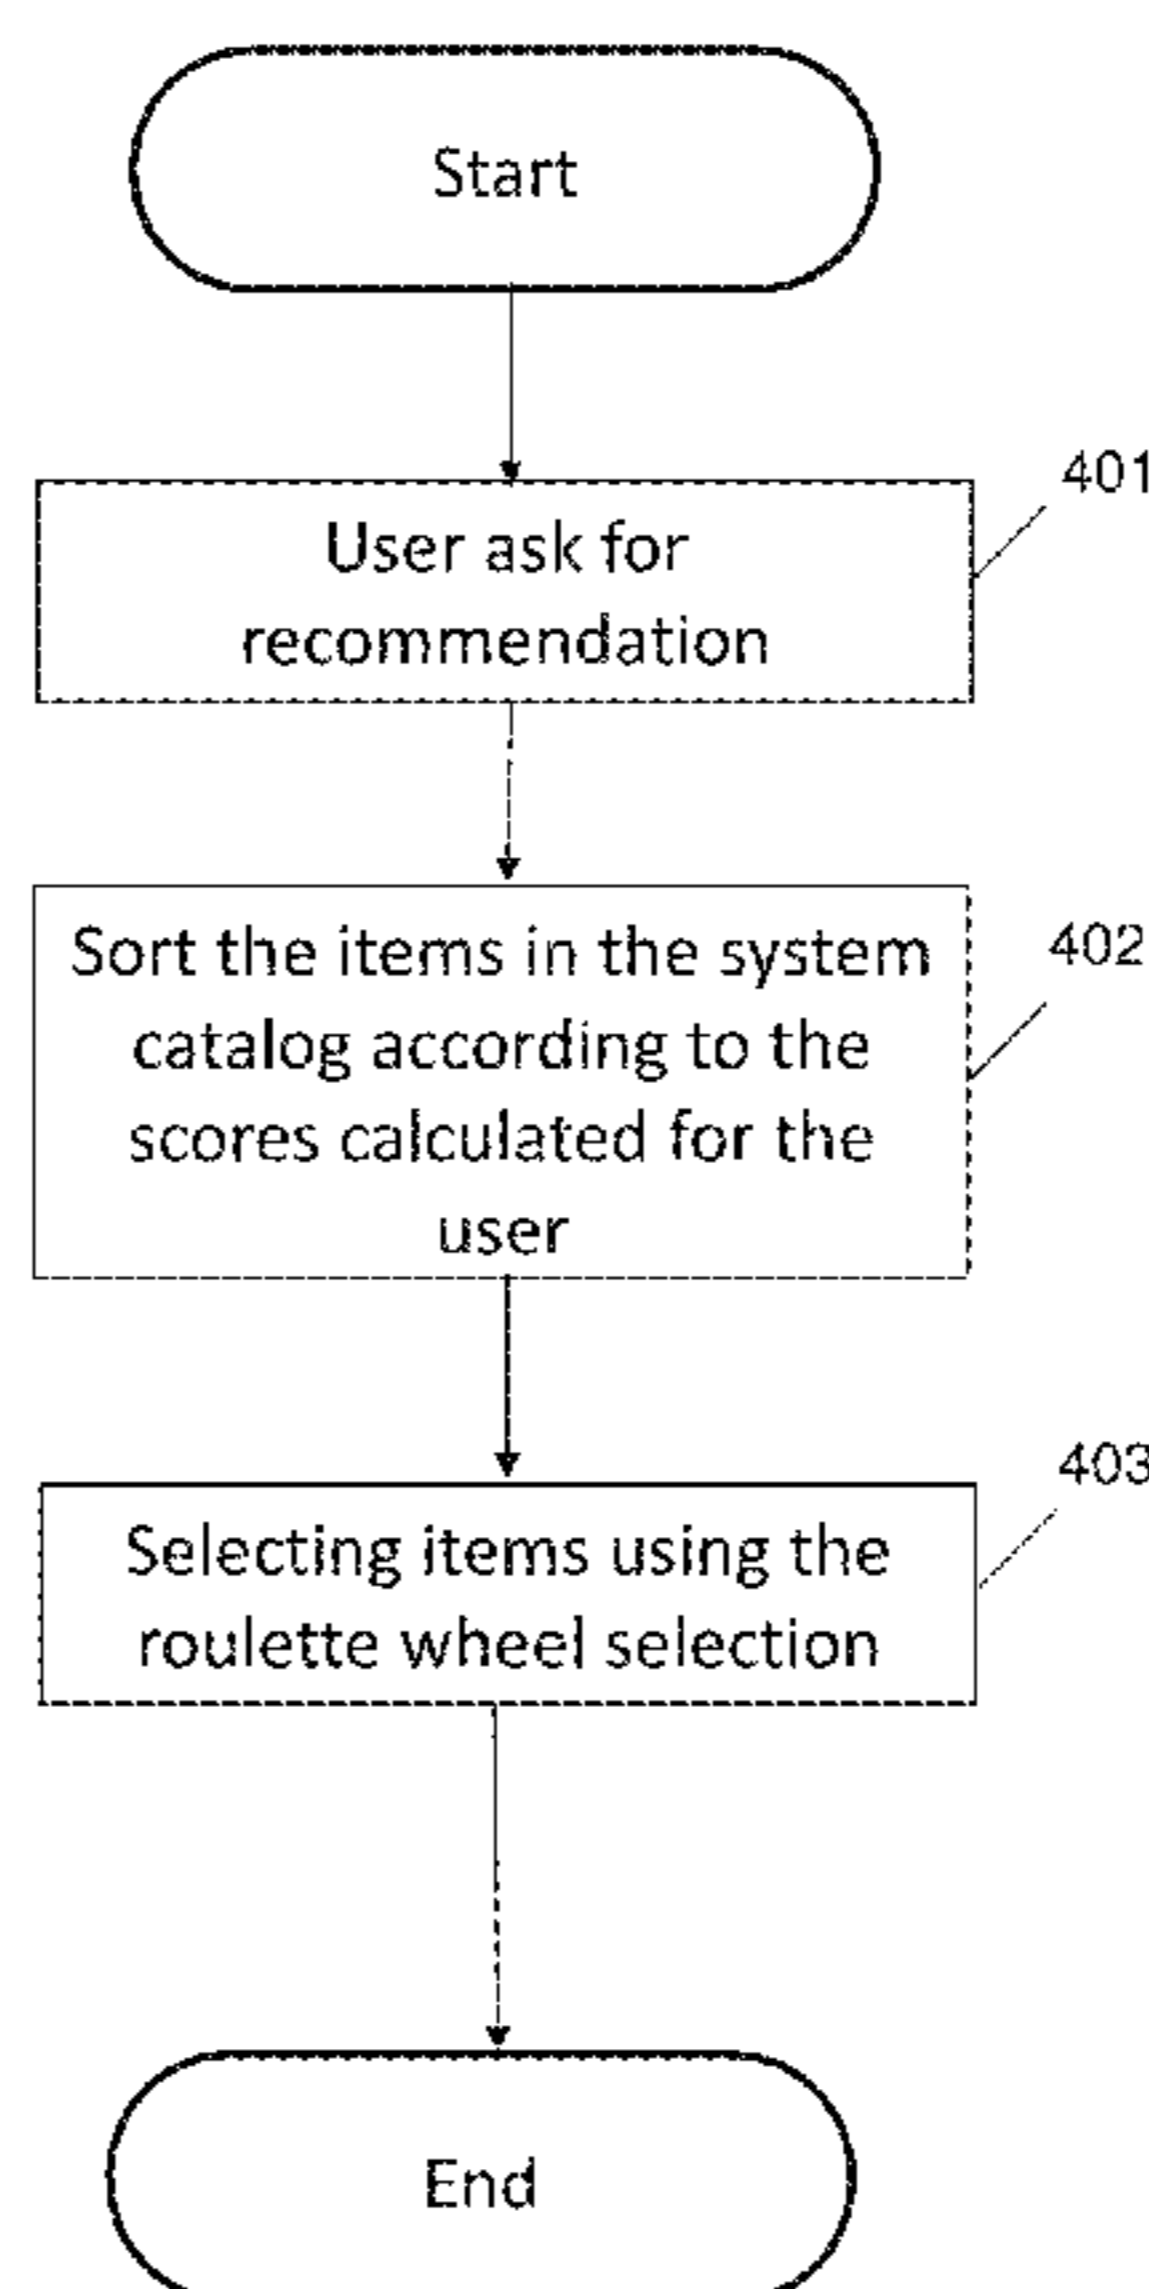 Start
401
User ask for
recommendation
402
Sort the items in the system
catalog according to the
scores calculated for the
user
403
Selecting items using the
roulette wheel selection
End